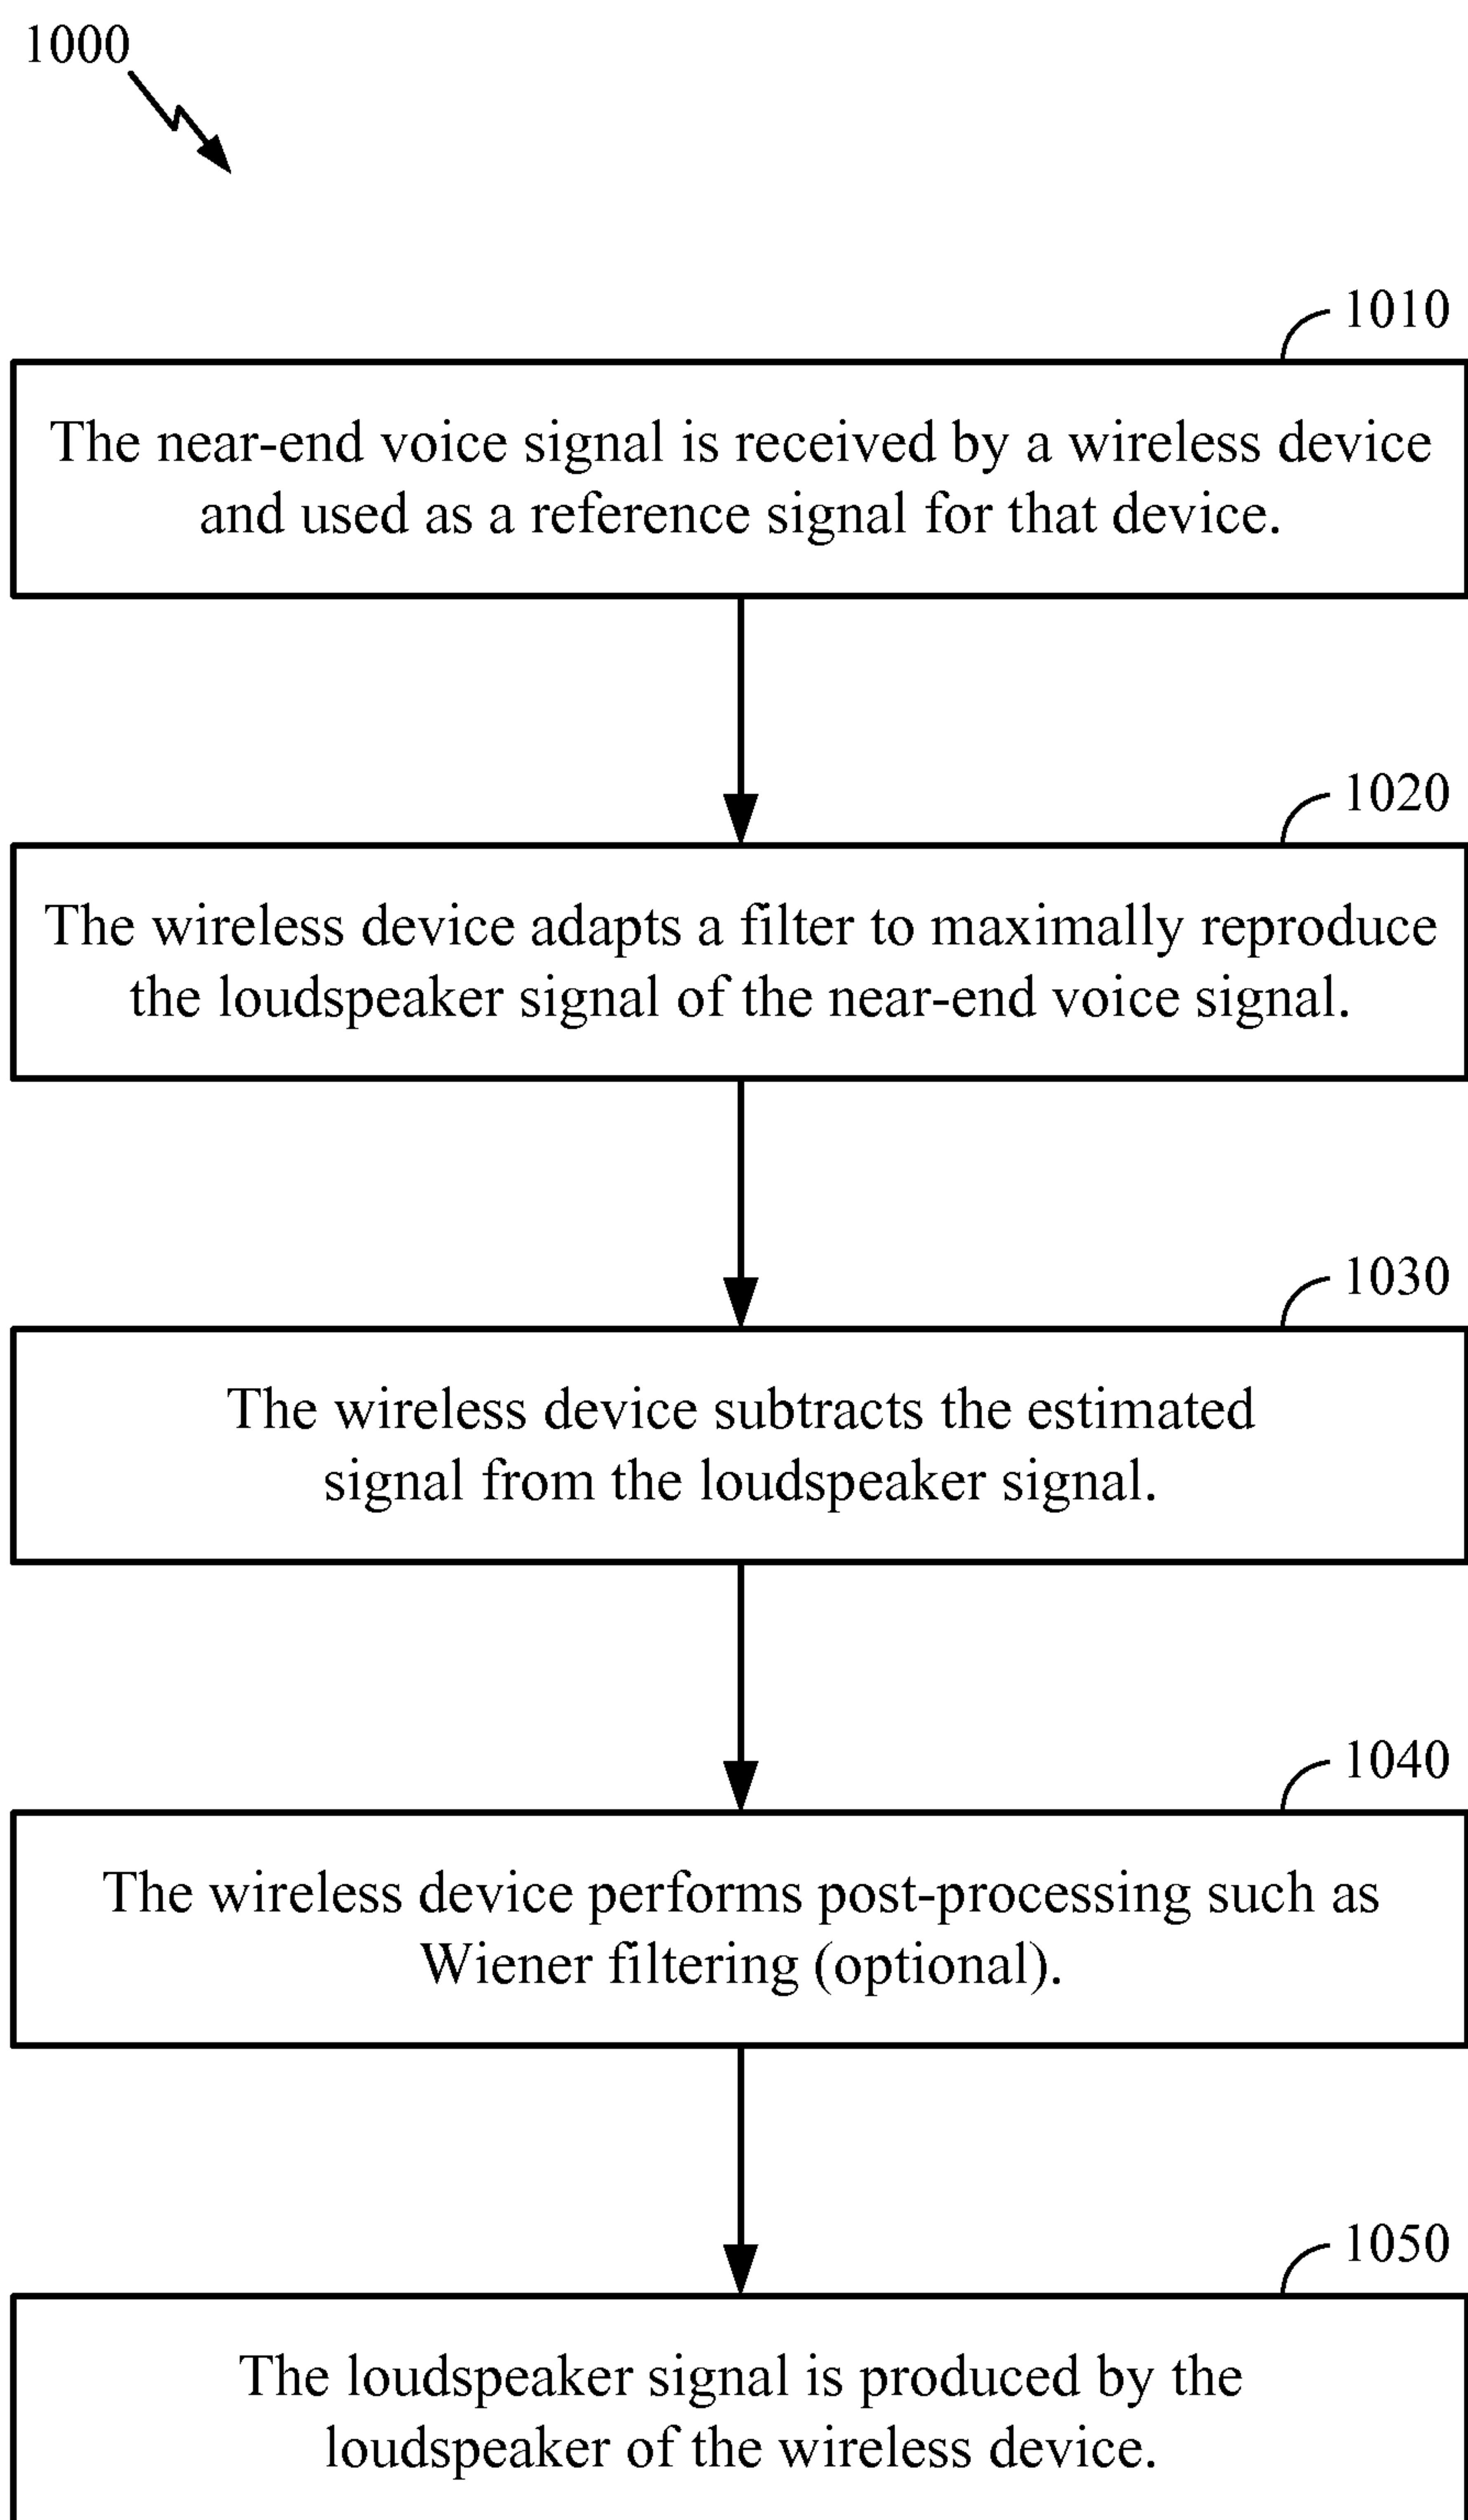 1000
1010
The near-end voice signal is received by a wireless device
and used as a reference signal for that device.
1020
The wireless device adapts a filter to maximally reproduce
the loudspeaker signal of the near-end voice signal.
1030
The wireless device subtracts the estimated
signal from the loudspeaker signal.
1040
The wireless device performs post-processing such as
Wiener filtering (optional).
1050
The loudspeaker signal is produced by the
loudspeaker of the wireless device.